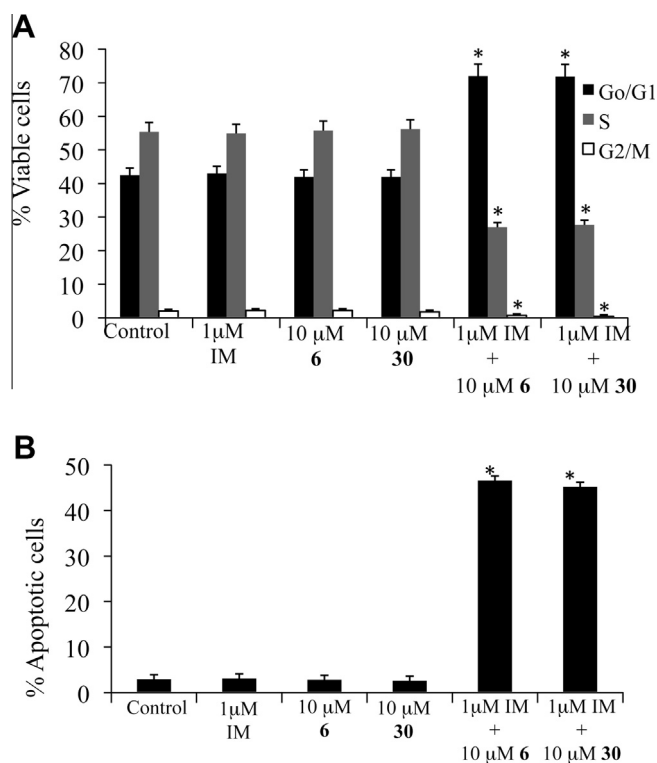 A
% Viable cells
80
70
60
50
40
30
20
10
0
* *
* *
* *
Go/G1
S
G2/M
Control 1μM 10 μM 10 μM 1μM IM 1μM IM
IM 6 30 + +
10 μM 6 10 μM 30
B
% Apoptotic cells
50
40
30
20
10
0
* *
Control 1μM 10 μM 10 μM 1μM IM 1μM IM
IM 6 30 + +
10 μM 6 10 μM 30